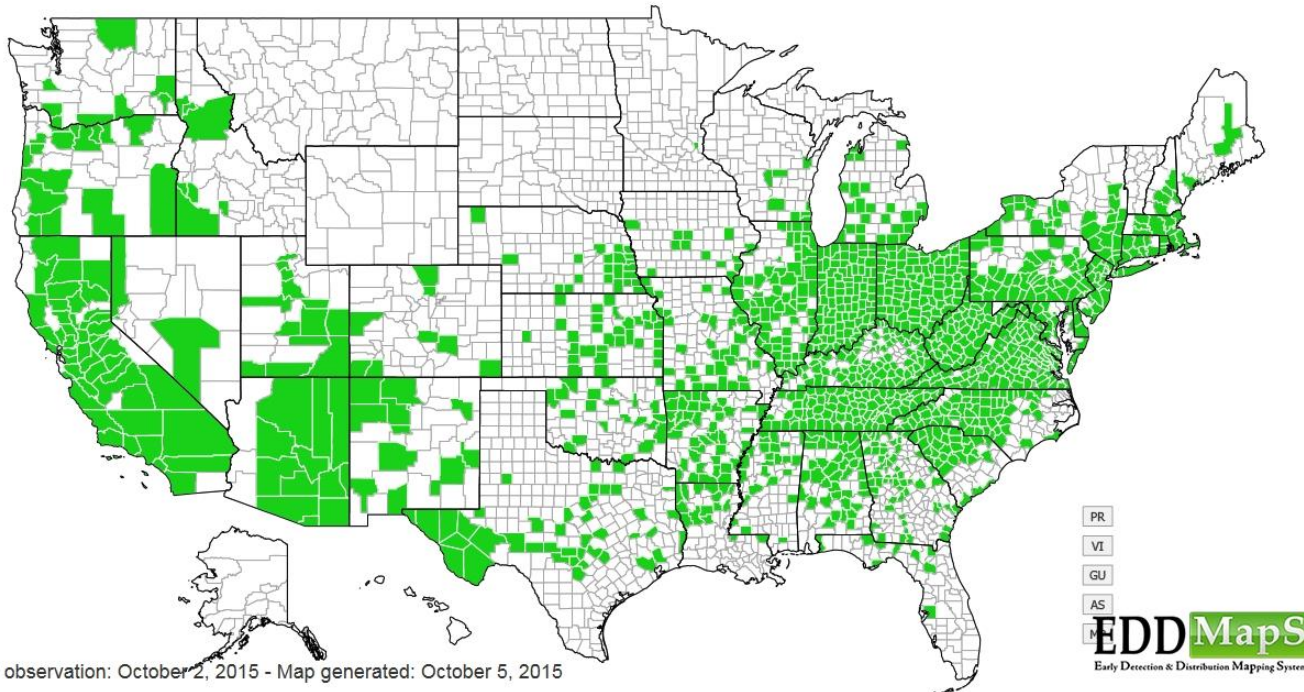 PR
VI
GU
AS
EDDMapS
Early Detection & Distribution Mapping System
observation: October 2, 2015 - Map generated: October 5, 2015